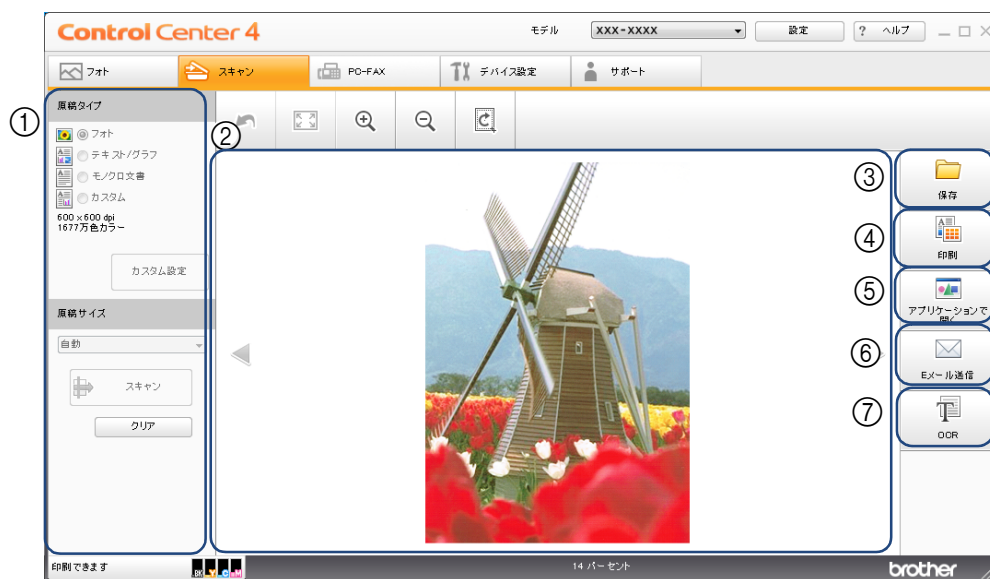 Control Center 4
モデル
XXX-XXXX
設定
? ヘルプ
フォト
スキャン
PC-FAX
デバイス設定
サポート
①
原稿タイプ
フォト
テキスト/グラフ
モノクロ文書
カスタム
600 x 600 dpi
1677万色カラー
カスタム設定
原稿サイズ
自動
スキャン
クリア
②
③
保存
④
印刷
⑤
アプリケーションで
開く
⑥
Eメール送信
⑦
OCR
印刷できます
BK Y C M
14 パーセント
brother